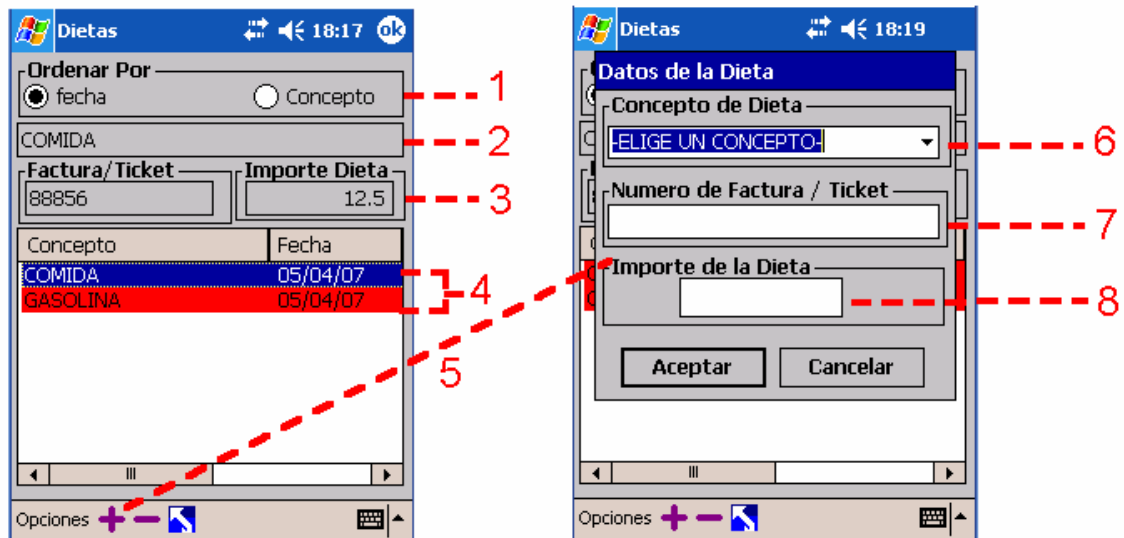 Dietas 18:17 ok
Ordenar Por
fecha Concepto
1
COMIDA
2
Factura/Ticket Importe Dieta
88856 12.5
3
Concepto Fecha
COMIDA 05/04/07
GASOLINA 05/04/07
4
5
Opciones
Dietas 18:19
Datos de la Dieta
Concepto de Dieta
-ELIGE UN CONCEPTO-
6
Numero de Factura / Ticket
7
Importe de la Dieta
8
Aceptar Cancelar
Opciones